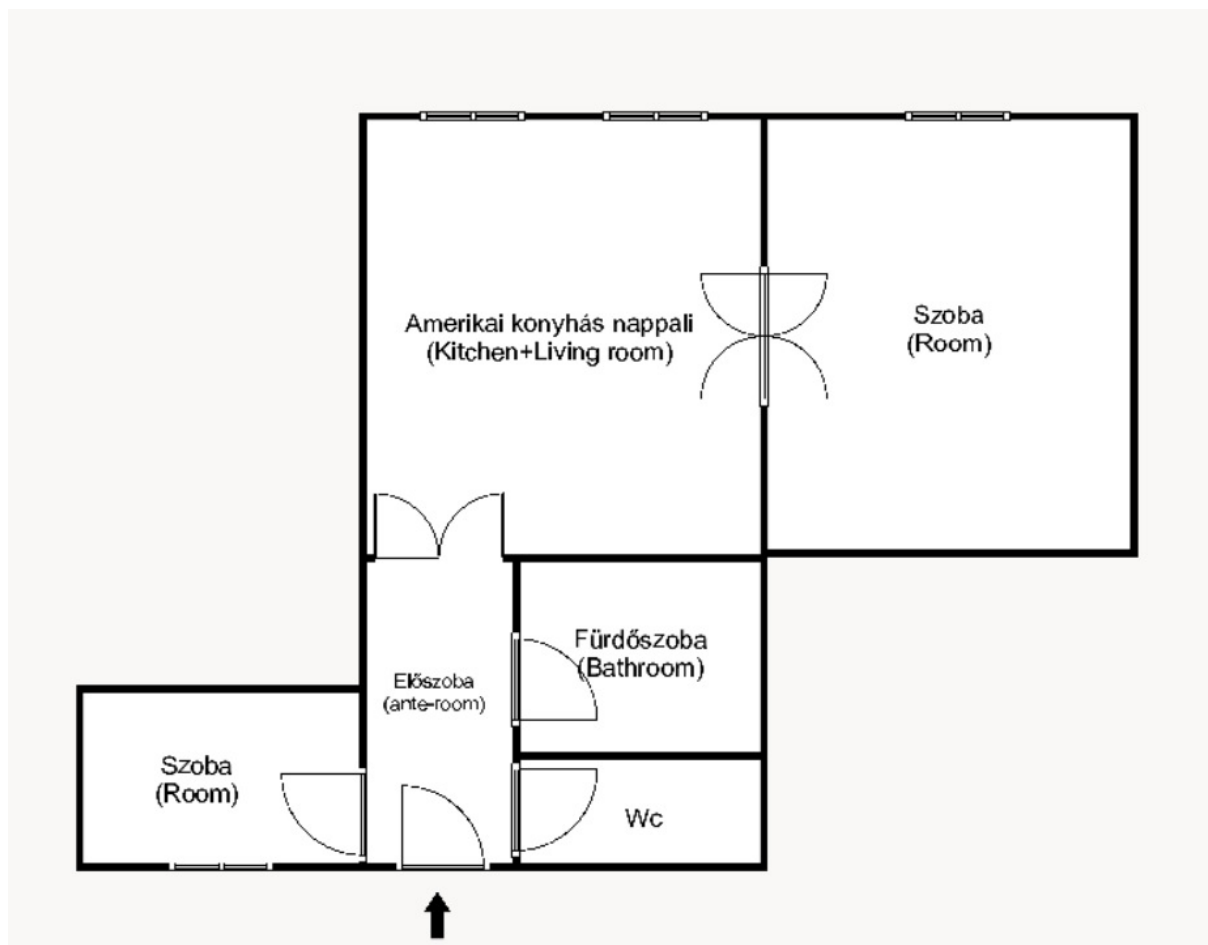 Amerikai konyhás nappali
(Kitchen+Living room)
Szoba
(Room)
Fürdőszoba
(Bathroom)
Előszoba
(ante-room)
Szoba
(Room)
Wc